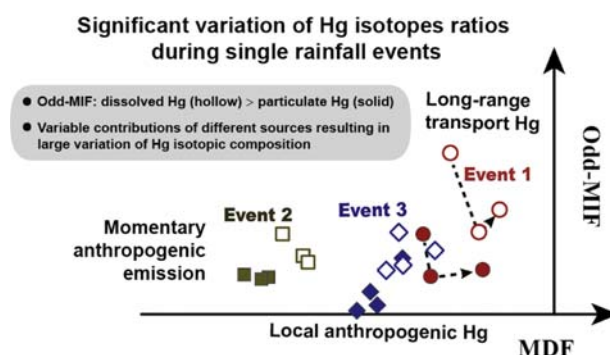 Significant variation of Hg isotopes ratios
during single rainfall events
● Odd-MIF: dissolved Hg (hollow) > particulate Hg (solid)
● Variable contributions of different sources resulting in
large variation of Hg isotopic composition
Long-range
transport Hg
Event 1
Odd-MIF
Event 2
Event 3
Momentary
anthropogenic
emission
Local anthropogenic Hg
MDF